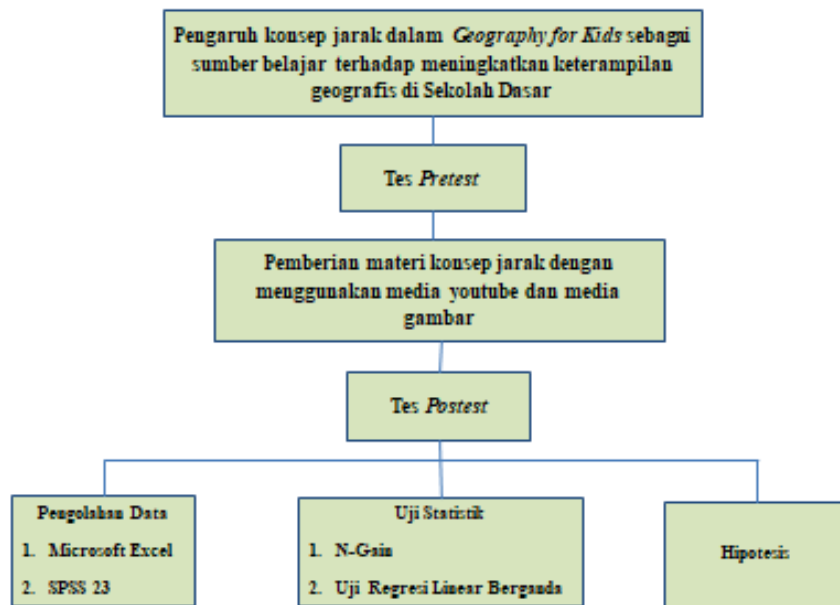 Pengaruh konsep jarak dalam Geography for Kids sebagai
sumber belajar terhadap meningkatkan keterampilan
geografis di Sekolah Dasar
Tes Pretest
Pemberian materi konsep jarak dengan
menggunakan media youtube dan media
gambar
Tes Postest
Pengolahan Data
1. Microsoft Excel
2. SPSS 23
Uji Statistik
1. N-Gain
2. Uji Regresi Linear Berganda
Hipotesis